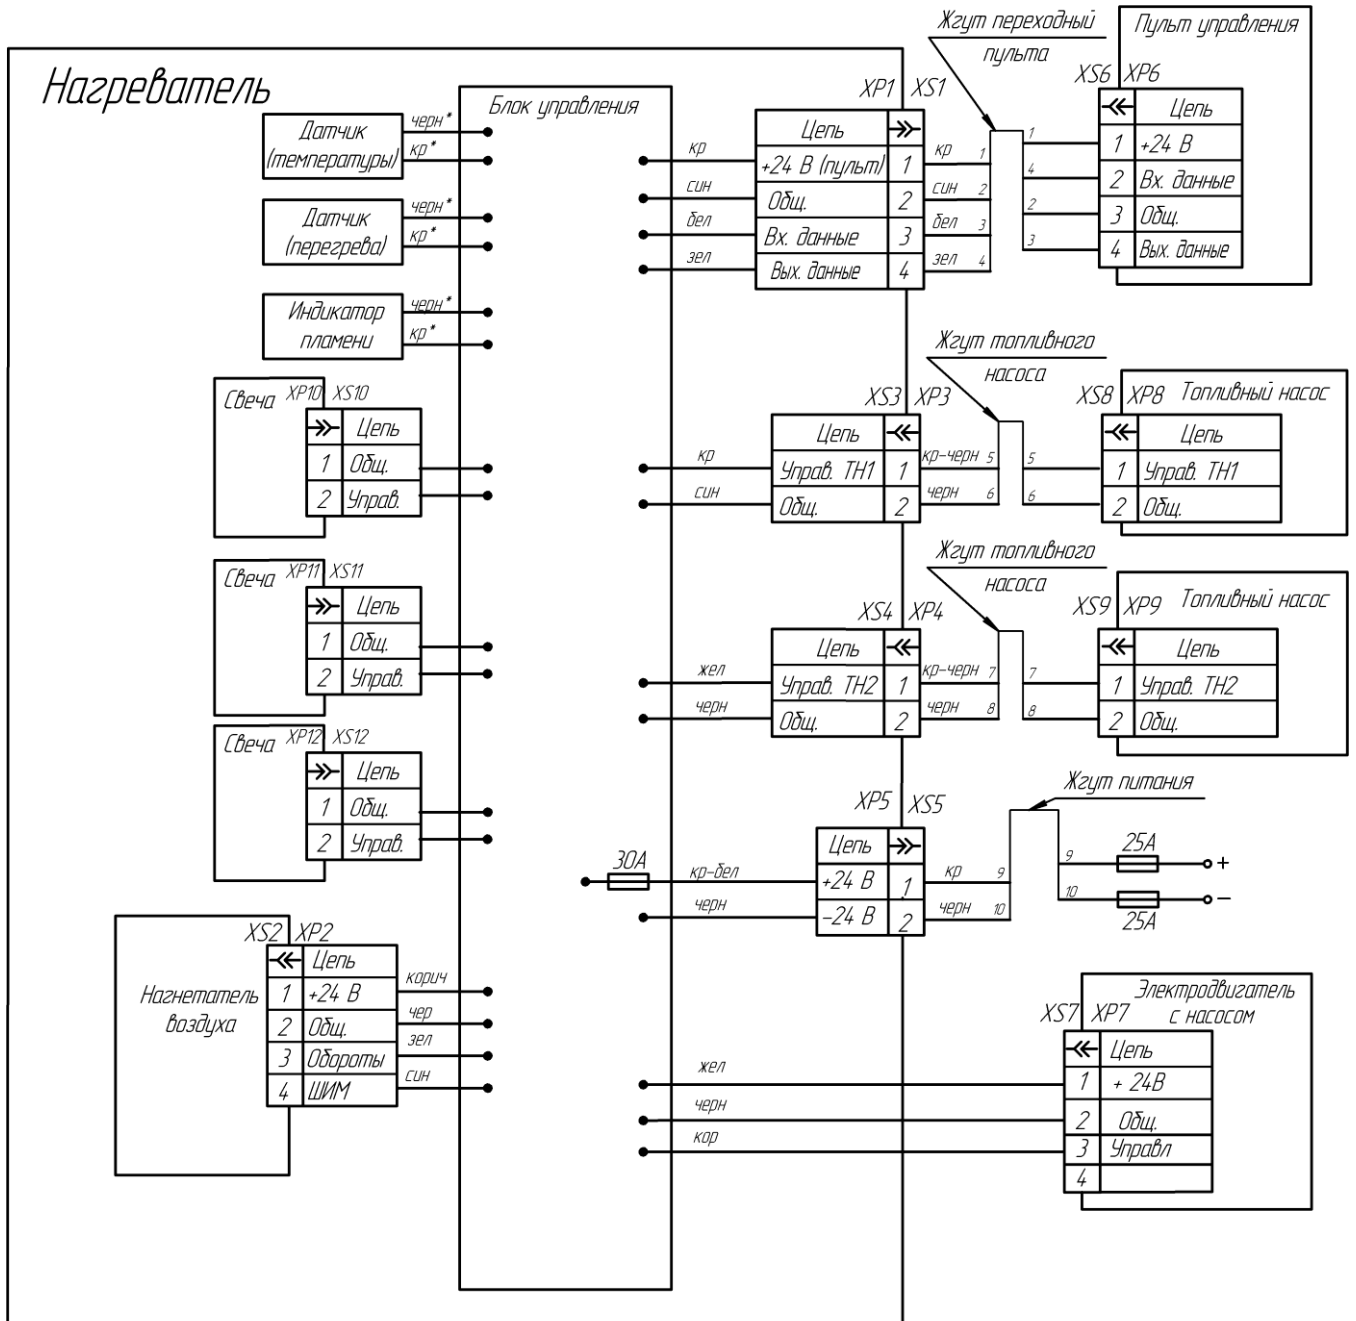 Нагреватель
Блок управления
Датчик
(температуры)
черн*
кр*
Датчик
(перегрева)
черн*
кр*
Индикатор
пламени
черн*
кр*
Свеча
XP10 XS10
Цепь
1 Общ.
2 Управ.
Свеча
XP11 XS11
Цепь
1 Общ.
2 Управ.
Свеча
XP12 XS12
Цепь
1 Общ.
2 Управ.
Нагнетатель
воздуха
XS2 XP2
Цепь
1 +24 В корич
2 Общ. чер
3 Обороты зел
4 ШИМ син
Жгут переходный
пульта
XP1 XS1
Цепь
кр +24 В (пульт) 1 кр 1
син Общ. 2 син 2
бел Вх. данные 3 бел 3
зел Вых. данные 4 зел 4
Пульт управления
XS6 XP6
Цепь
1 1 +24 В
4 2 Вх. данные
2 3 Общ.
3 4 Вых. данные
Жгут топливного
насоса
XS3 XP3
Цепь
кр Управ. ТН1 1 кр-черн 5
син Общ. 2 черн 6
XS8 XP8 Топливный насос
Цепь
5 1 Управ. ТН1
6 2 Общ.
Жгут топливного
насоса
XS4 XP4
Цепь
жел Управ. ТН2 1 кр-черн 7
черн Общ. 2 черн 8
XS9 XP9 Топливный насос
Цепь
7 1 Управ. ТН2
8 2 Общ.
Жгут питания
XP5 XS5
Цепь
30А кр-бел +24 В 1 кр 9
черн -24 В 2 черн 10
9 25А +
10 25А −
Электродвигатель
с насосом
XS7 XP7
Цепь
жел 1 + 24В
черн 2 Общ.
кор 3 Управл
4